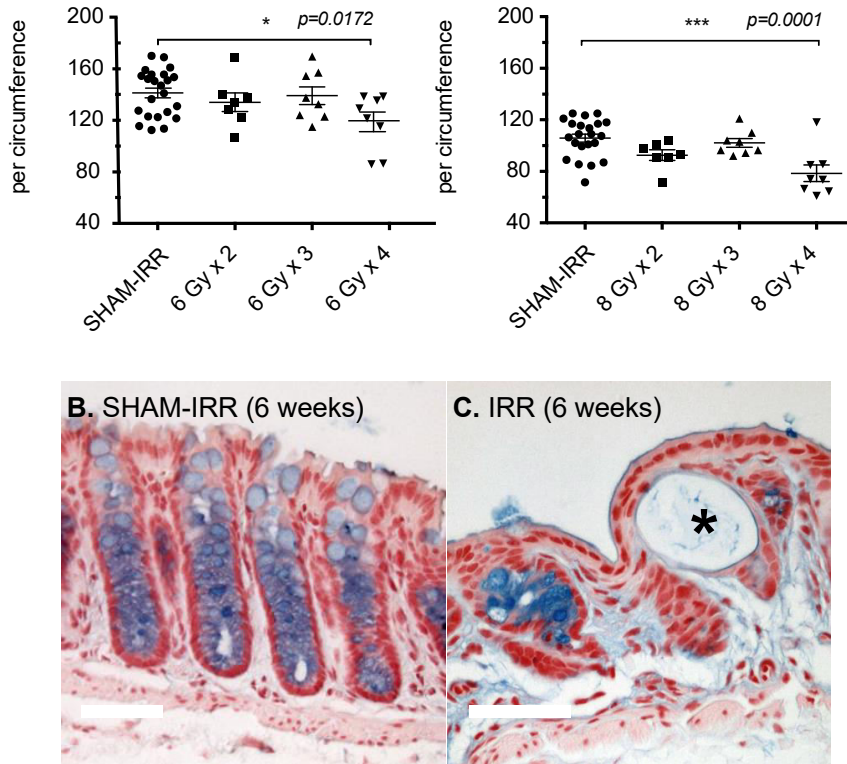 per circumference
200
160
120
80
40
* p=0.0172
SHAM-IRR
6 Gy x 2
6 Gy x 3
6 Gy x 4
per circumference
200
160
120
80
40
*** p=0.0001
SHAM-IRR
8 Gy x 2
8 Gy x 3
8 Gy x 4
B. SHAM-IRR (6 weeks)
C. IRR (6 weeks)
*